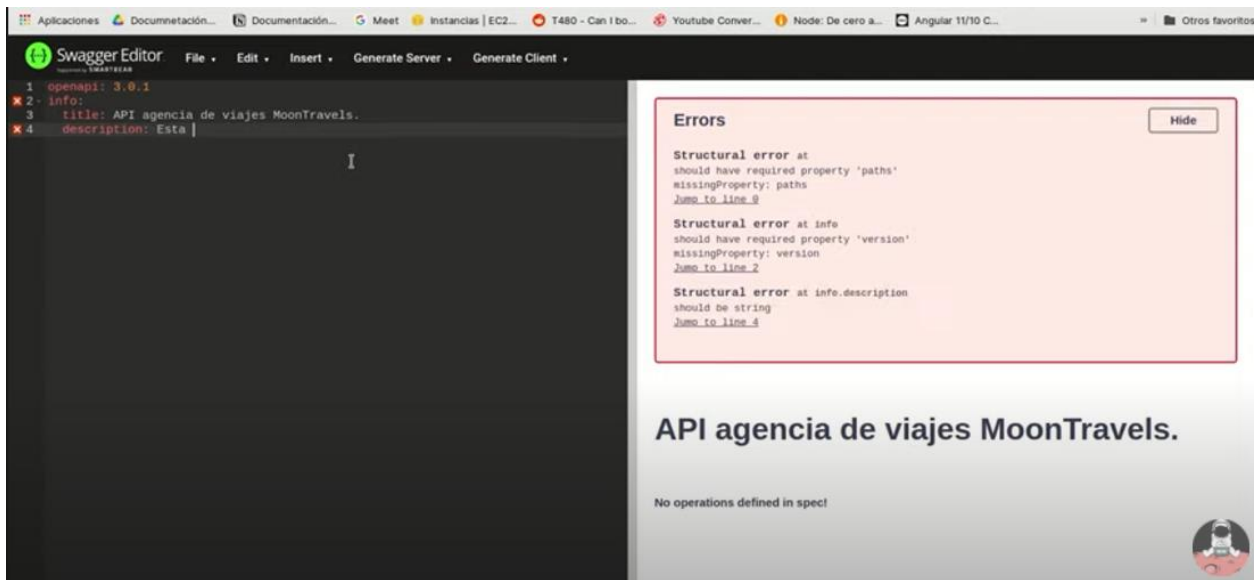 Aplicaciones Documnetación... Documentación... Meet Instancias | EC2... T480 - Can I bo... Youtube Conver... Node: De cero a... Angular 11/10 C... » Otros favoritos
Swagger Editor File Edit Insert Generate Server Generate Client
Supported by SMARTBEAR
1 openapi: 3.0.1
2 info:
3 title: API agencia de viajes MoonTravels.
4 description: Esta
Errors
Hide
Structural error at
should have required property 'paths'
missingProperty: paths
Jump to line 0
Structural error at info
should have required property 'version'
missingProperty: version
Jump to line 2
Structural error at info.description
should be string
Jump to line 4
API agencia de viajes MoonTravels.
No operations defined in spec!